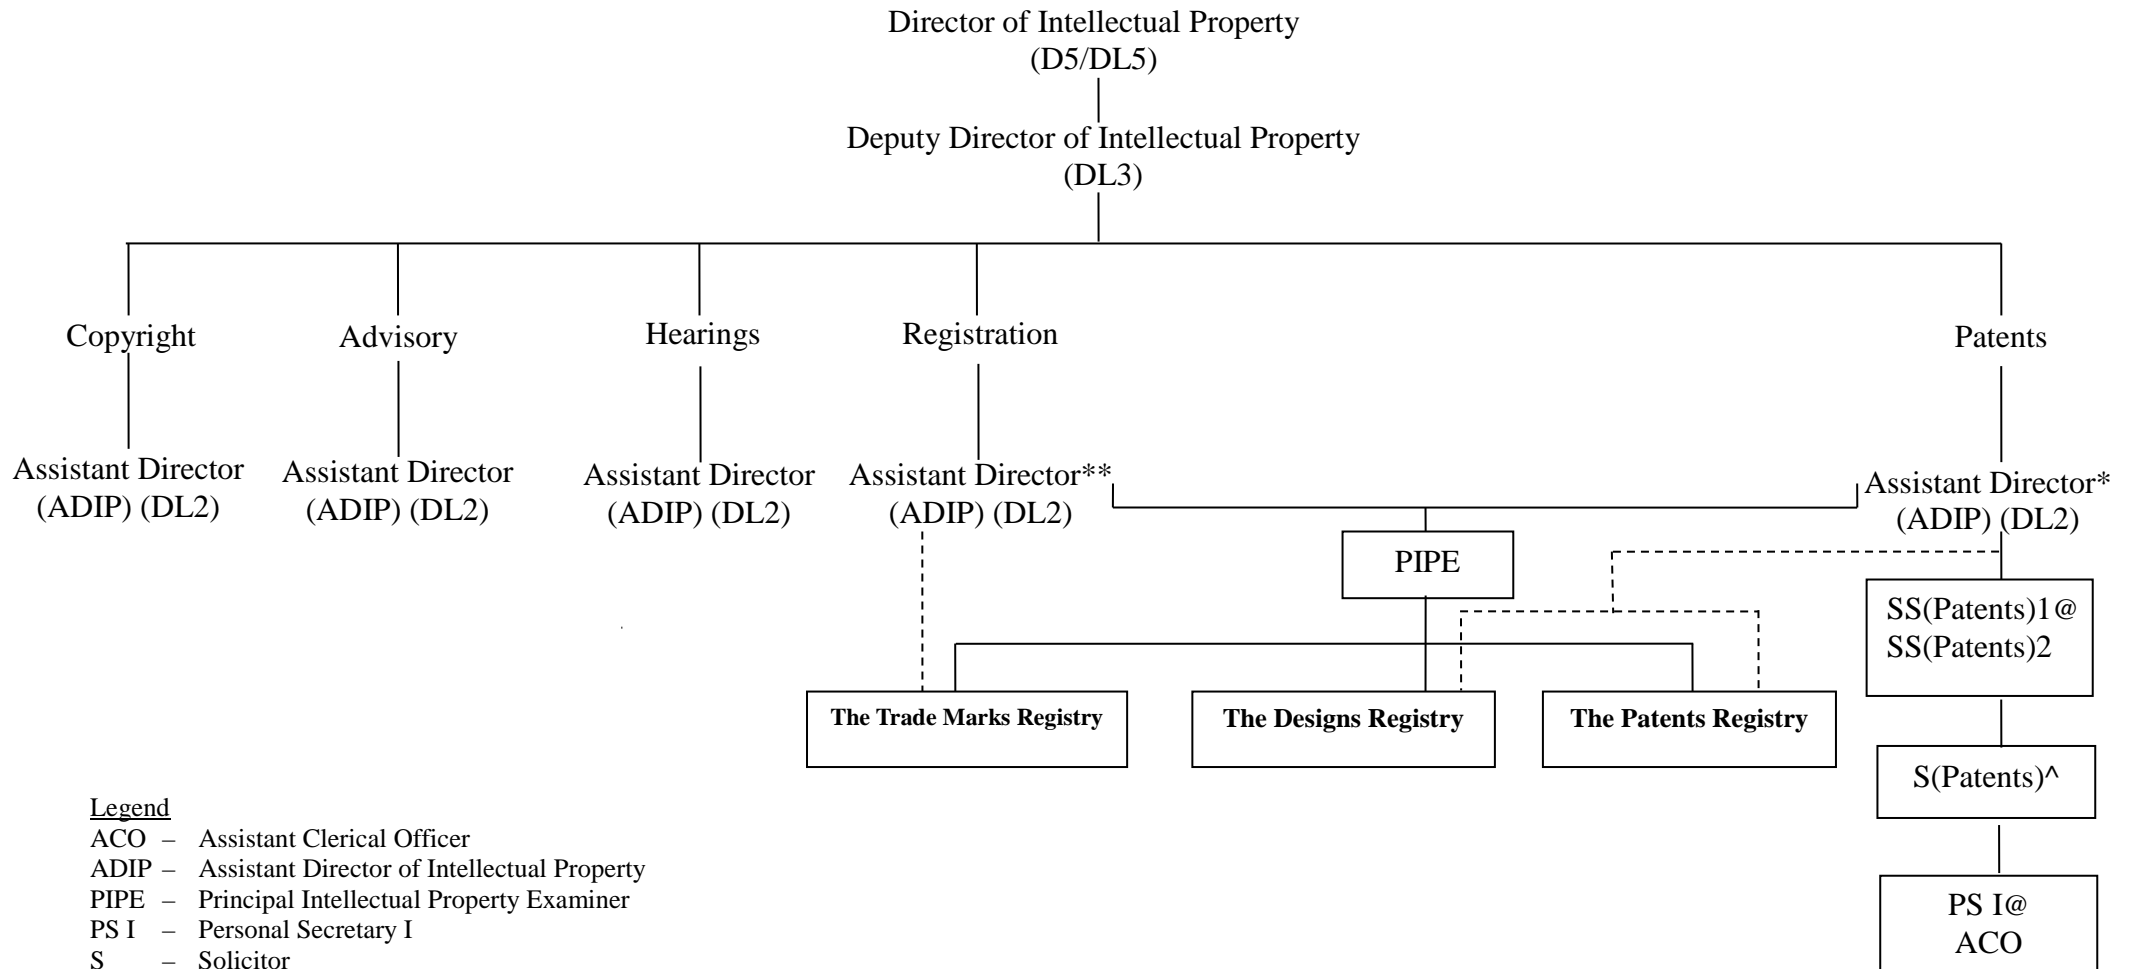 Director of Intellectual Property
(D5/DL5)
Deputy Director of Intellectual Property
(DL3)
Copyright
Advisory
Hearings
Registration
Patents
Assistant Director
(ADIP) (DL2)
Assistant Director
(ADIP) (DL2)
Assistant Director
(ADIP) (DL2)
Assistant Director**
(ADIP) (DL2)
Assistant Director*
(ADIP) (DL2)
PIPE
SS(Patents)1@
SS(Patents)2
The Trade Marks Registry
The Designs Registry
The Patents Registry
S(Patents)^
PS I@
ACO
Legend
ACO – Assistant Clerical Officer
ADIP – Assistant Director of Intellectual Property
PIPE – Principal Intellectual Property Examiner
PS I – Personal Secretary I
S – Solicitor